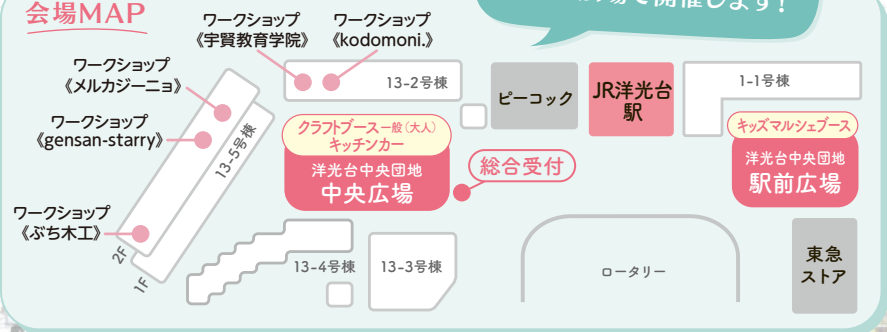 会場MAP
場で開催します!
ワークショップ
《宇賢教育学院》
ワークショップ
《kodomoni.》
ワークショップ
《メルカジーニョ》
ワークショップ
《gensan-starry》
ワークショップ
《ぷち木工》
13-5号棟
2F
1F
13-2号棟
ピーコック
JR洋光台
駅
1-1号棟
クラフトブース一般(大人)
キッチンカー
洋光台中央団地
中央広場
総合受付
キッズマルシェブース
洋光台中央団地
駅前広場
13-4号棟
13-3号棟
ロータリー
東急
ストア